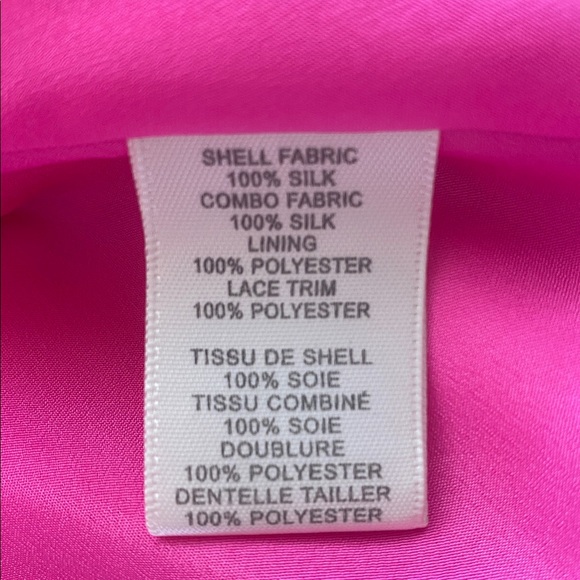 SHELL FABRIC
100% SILK
COMBO FABRIC
100% SILK
LINING
100% POLYESTER
LACE TRIM
100% POLYESTER
TISSU DE SHELL
100% SOIE
TISSU COMBINÉ
100% SOIE
DOUBLURE
100% POLYESTER
DENTELLE TAILLER
100% POLYESTER